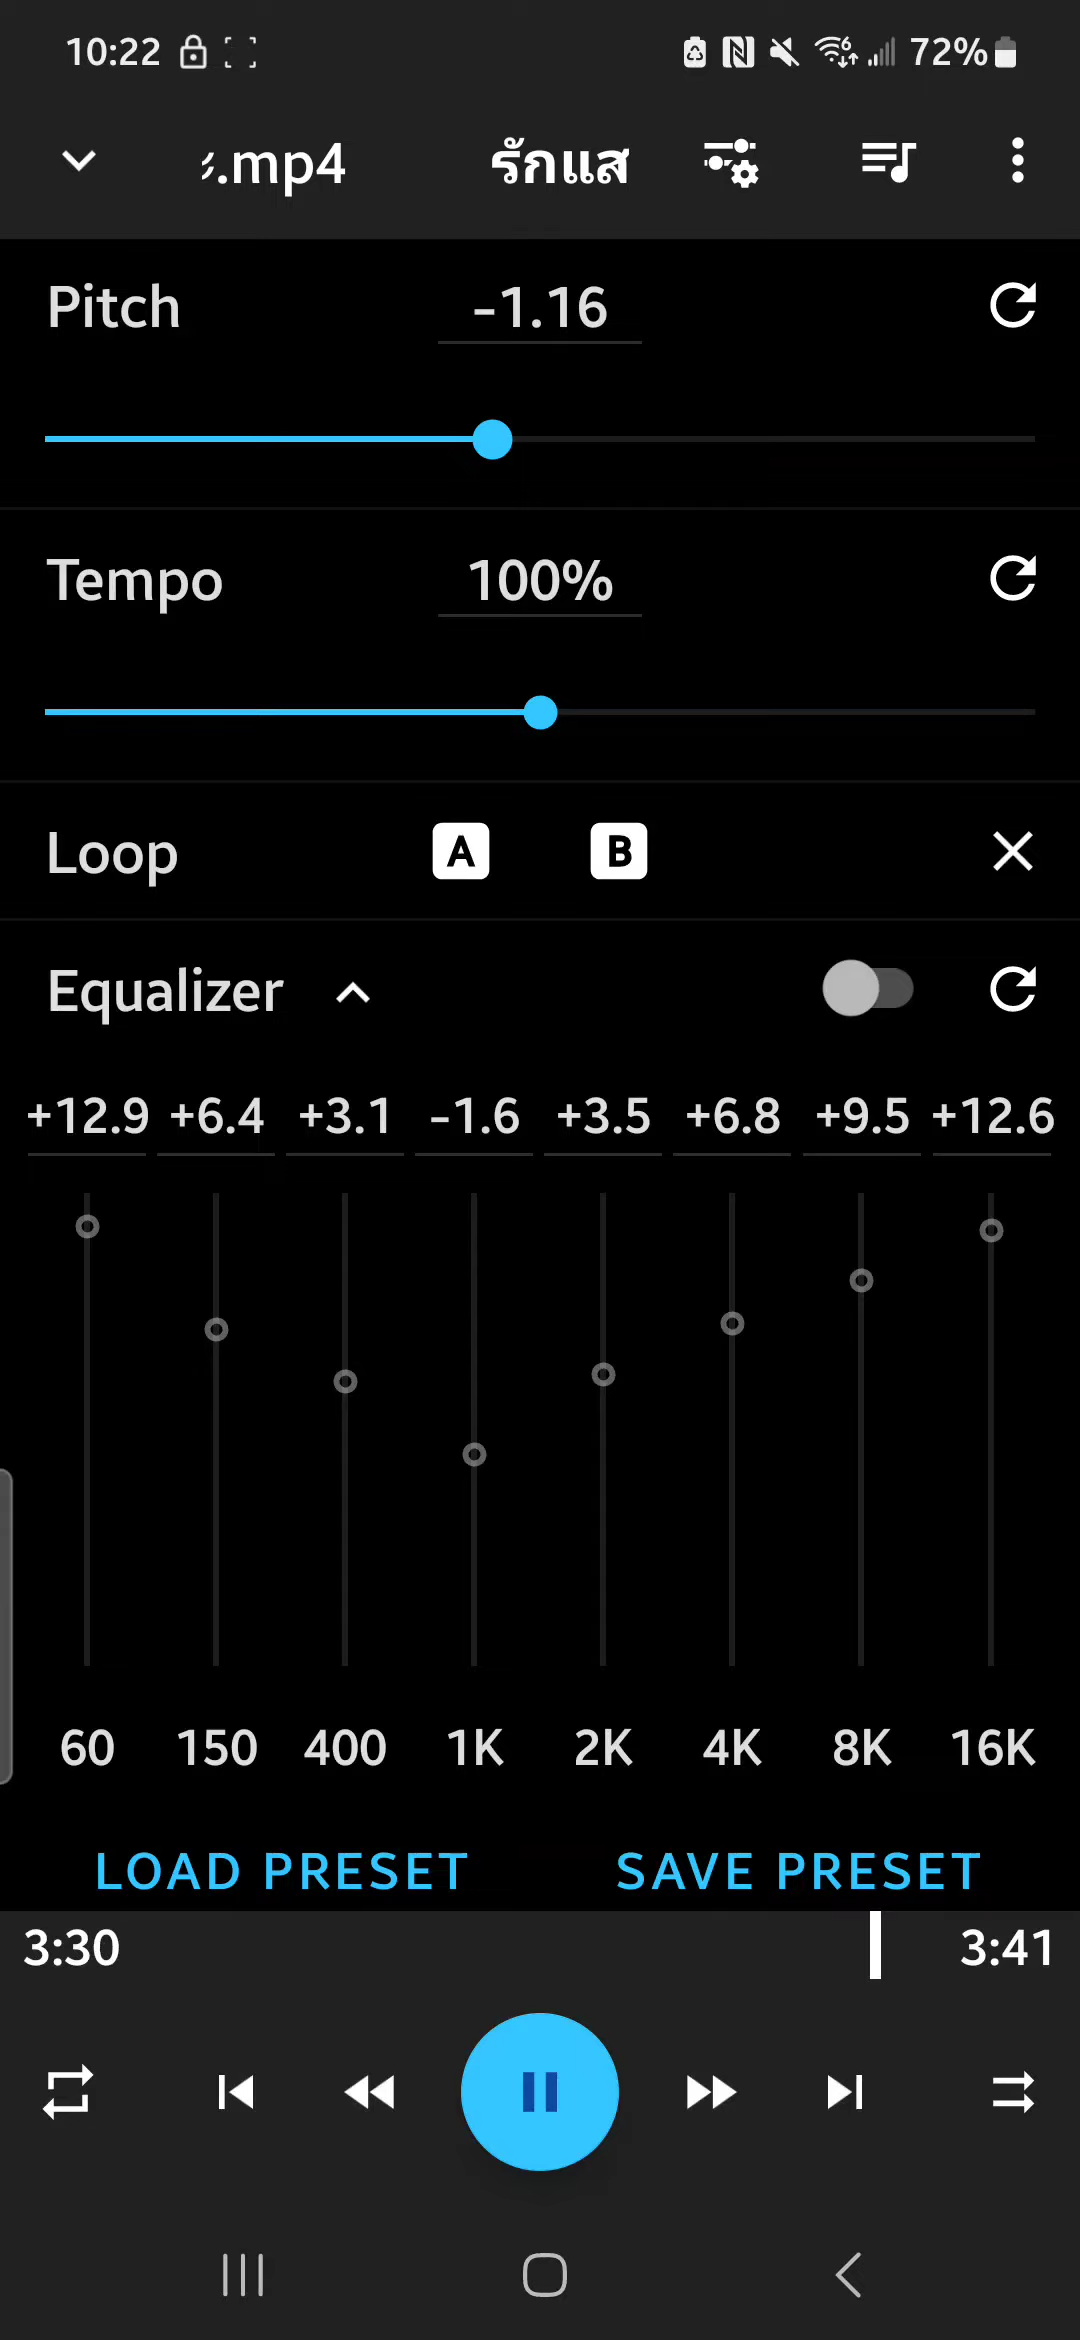 10:22 72%
.mp4 รักแส
Pitch -1.16
Tempo 100%
Loop A B
Equalizer
+12.9 +6.4 +3.1 -1.6 +3.5 +6.8 +9.5 +12.6
60 150 400 1K 2K 4K 8K 16K
LOAD PRESET SAVE PRESET
3:30 3:41